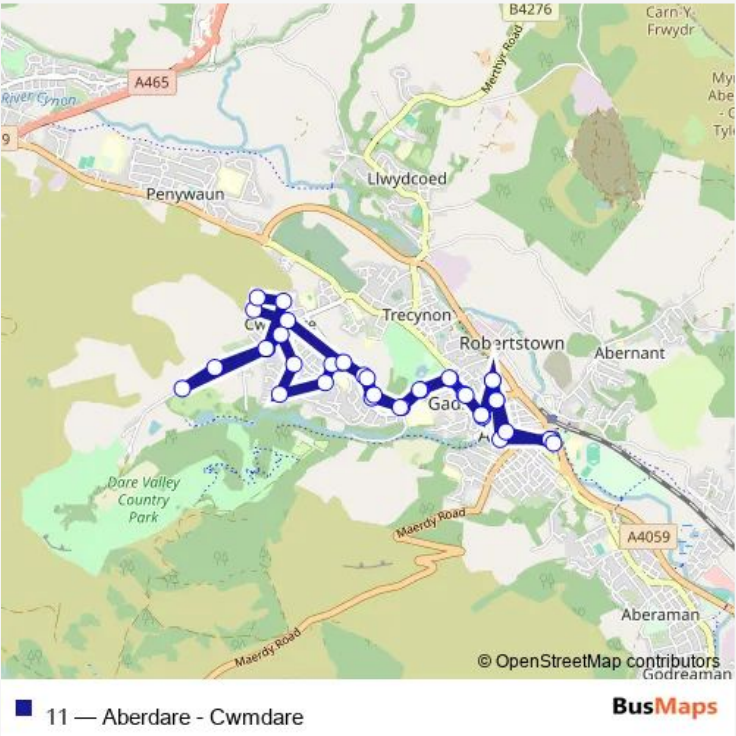 B4276
Carn-Y-
Frwydr
Merthyr Road
A465
River Cynon
9
Llwydcoed
Penywaun
Trecynon
Robertstown
Abernant
Dare Valley
Country
Park
Maerdy Road
A4059
Maerdy Road
Aberaman
© OpenStreetMap contributors
Godreaman
11 — Aberdare - Cwmdare
BusMaps